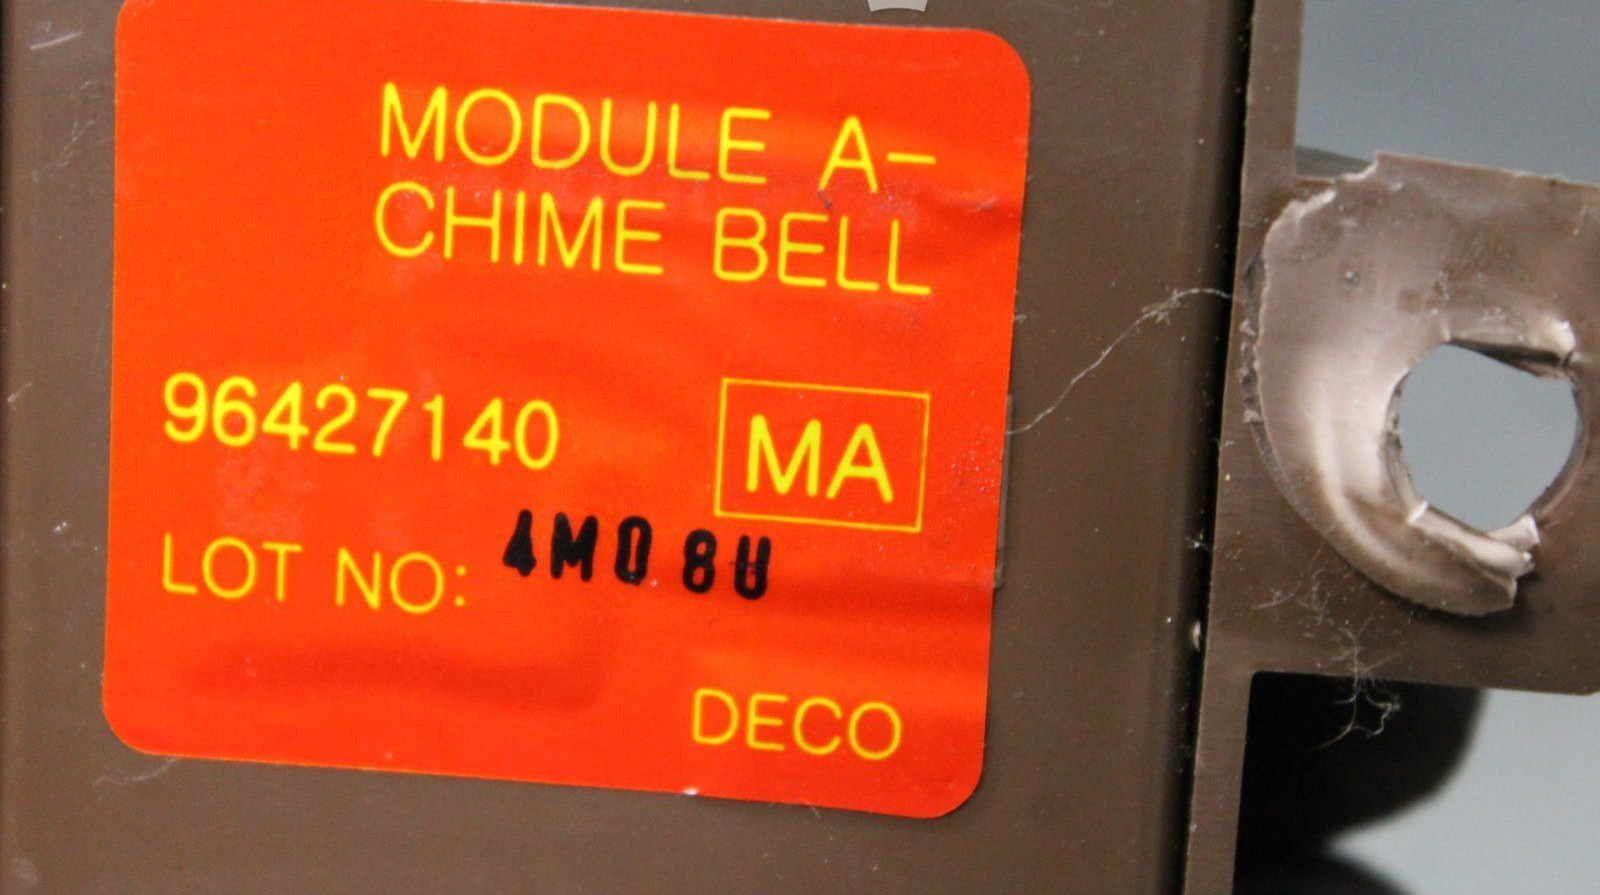 MODULE A-
CHIME BELL
96427140 MA
LOT NO: 4M08U
DECO